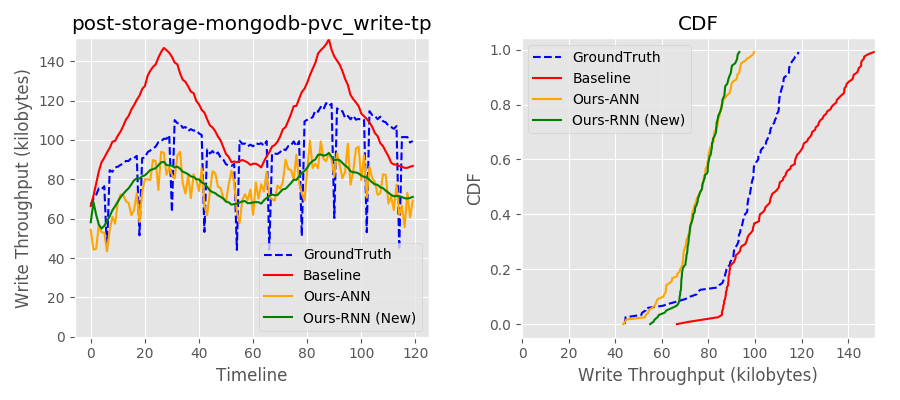 post-storage-mongodb-pvc_write-tp
Write Throughput (kilobytes)
140
120
100
80
60
40
20
0
GroundTruth
Baseline
Ours-ANN
Ours-RNN (New)
0 20 40 60 80 100 120
Timeline
CDF
CDF
1.0
0.8
0.6
0.4
0.2
0.0
GroundTruth
Baseline
Ours-ANN
Ours-RNN (New)
0 20 40 60 80 100 120 140
Write Throughput (kilobytes)